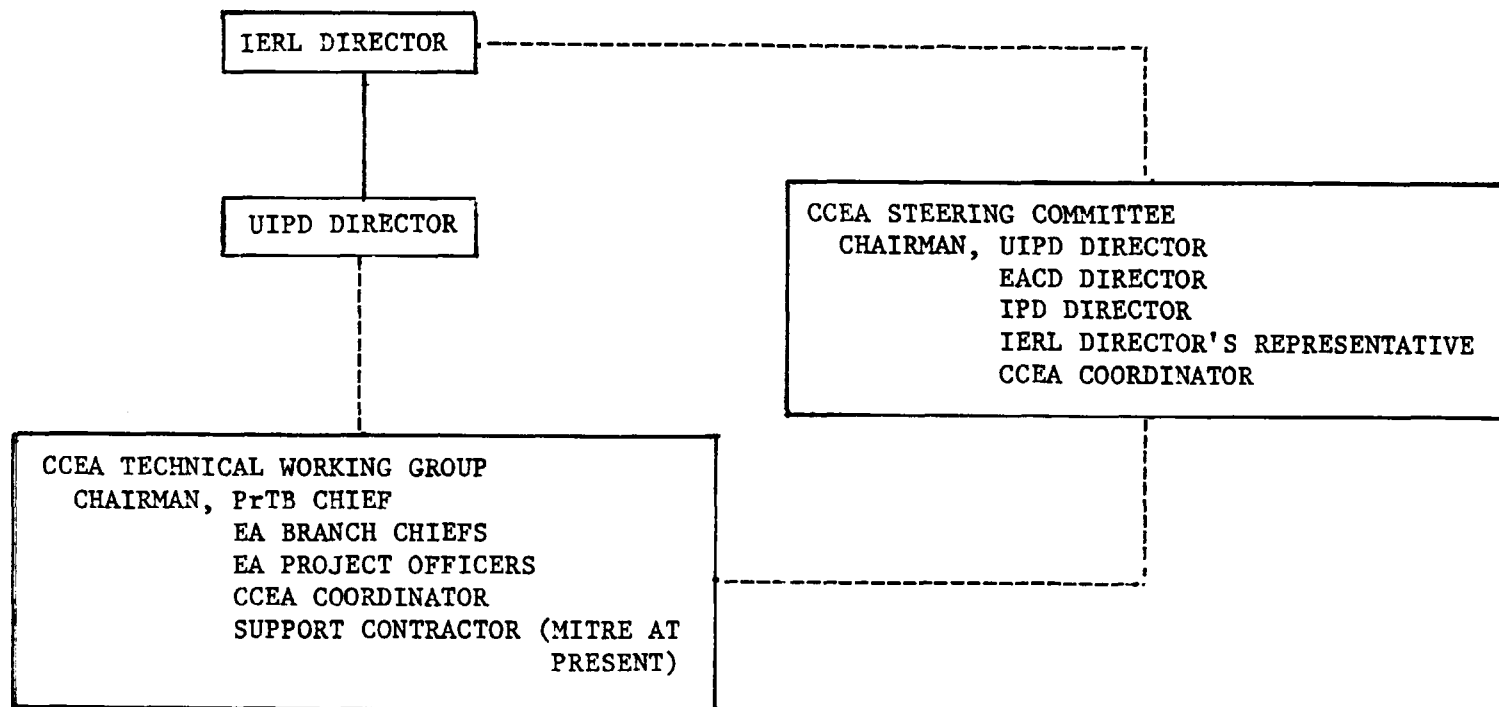 IERL DIRECTOR
UIPD DIRECTOR
CCEA STEERING COMMITTEE
CHAIRMAN, UIPD DIRECTOR
EACD DIRECTOR
IPD DIRECTOR
IERL DIRECTOR'S REPRESENTATIVE
CCEA COORDINATOR
CCEA TECHNICAL WORKING GROUP
CHAIRMAN, PrTB CHIEF
EA BRANCH CHIEFS
EA PROJECT OFFICERS
CCEA COORDINATOR
SUPPORT CONTRACTOR (MITRE AT
PRESENT)